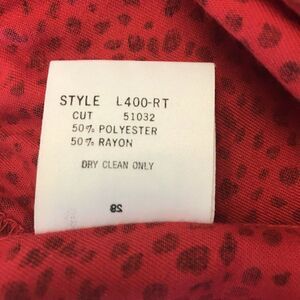 STYLE L400-RT
CUT 51032
50% POLYESTER
50% RAYON
DRY CLEAN ONLY
28